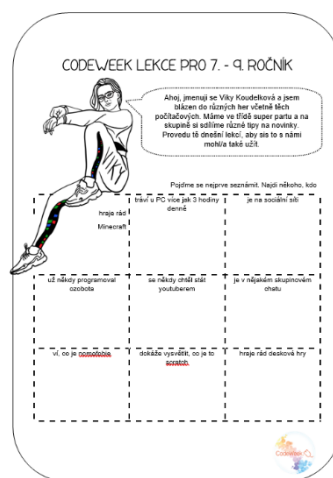 CODEWEEK LEKCE PRO 7. - 9. ROČNÍK
Ahoj, jmenuji se Viky Koudelková a jsem
blázen do různých her včetně těch
počítačových. Máme ve třídě super partu a na
skupině si sdílíme různé tipy na novinky.
Provedu tě dnešní lekcí, aby sis to s námi
mohl/a také užít.
Pojďme se nejprve seznámit. Najdi někoho, kdo
hraje rád
Minecraft
tráví u PC více jak 3 hodiny
denně
je na sociální síti
už někdy programoval
ozobota
se někdy chtěl stát
youtuberem
je v nějakém skupinovém
chatu
ví, co je nomofobie
dokáže vysvětlit, co je to
scratch
hraje rád deskové hry
VIKY
CodeWeek